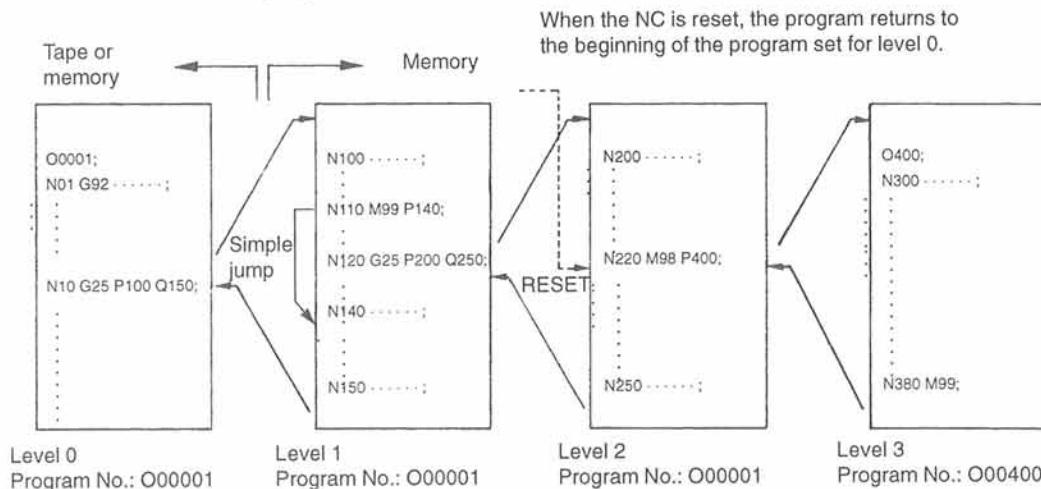 When the NC is reset, the program returns to
the beginning of the program set for level 0.
Tape or
memory
Memory
O0001;
N01 G92 ·······;
N10 G25 P100 Q150;
Level 0
Program No.: O00001
N100 ·······;
N110 M99 P140;
Simple
jump
N120 G25 P200 Q250;
N140 ·······;
N150 ·······;
Level 1
Program No.: O00001
RESET
N200 ·······;
N220 M98 P400;
N250 ·······;
Level 2
Program No.: O00001
O400;
N300 ·······;
N380 M99;
Level 3
Program No.: O00400